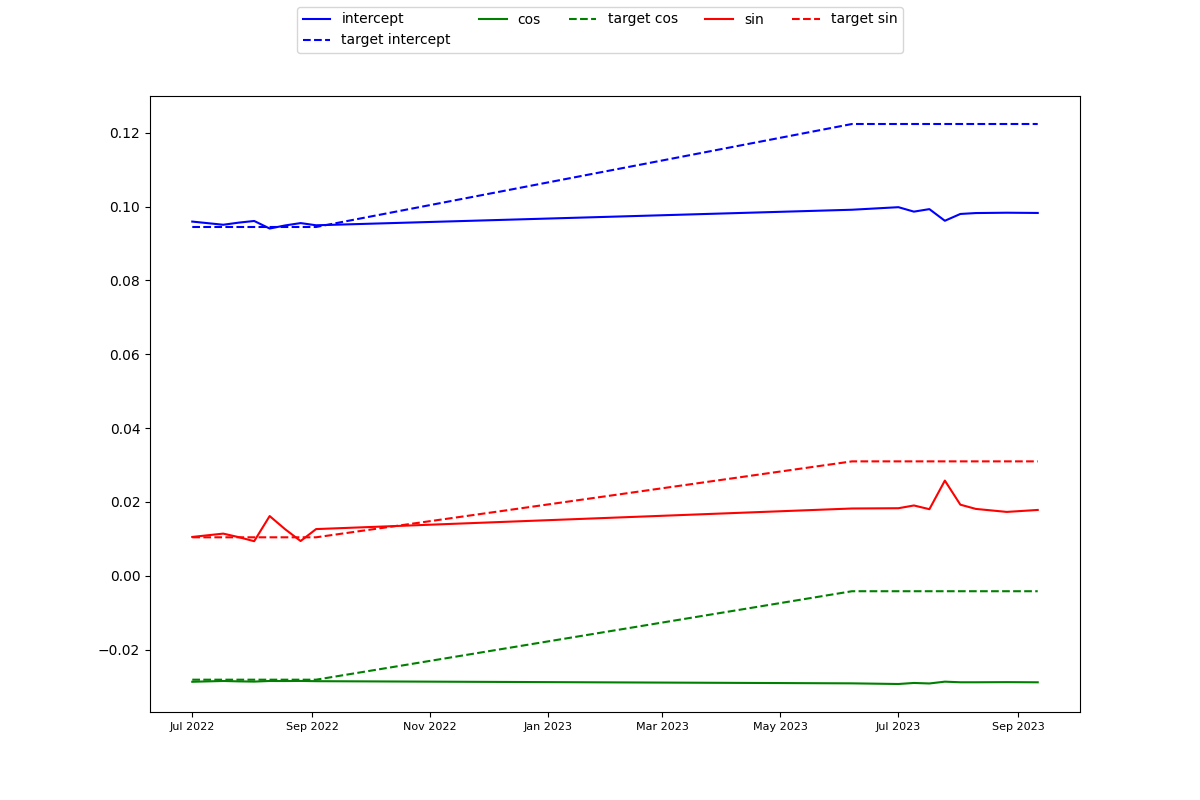 intercept cos target cos sin target sin
target intercept
0.12
0.10
0.08
0.06
0.04
0.02
0.00
−0.02
Jul 2022 Sep 2022 Nov 2022 Jan 2023 Mar 2023 May 2023 Jul 2023 Sep 2023